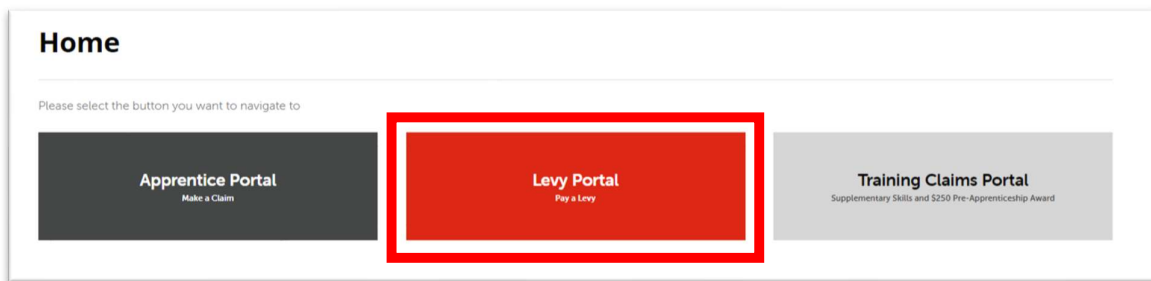 Home
Please select the button you want to navigate to
Apprentice Portal
Make a Claim
Levy Portal
Pay a Levy
Training Claims Portal
Supplementary Skills and $250 Pre-Apprenticeship Award